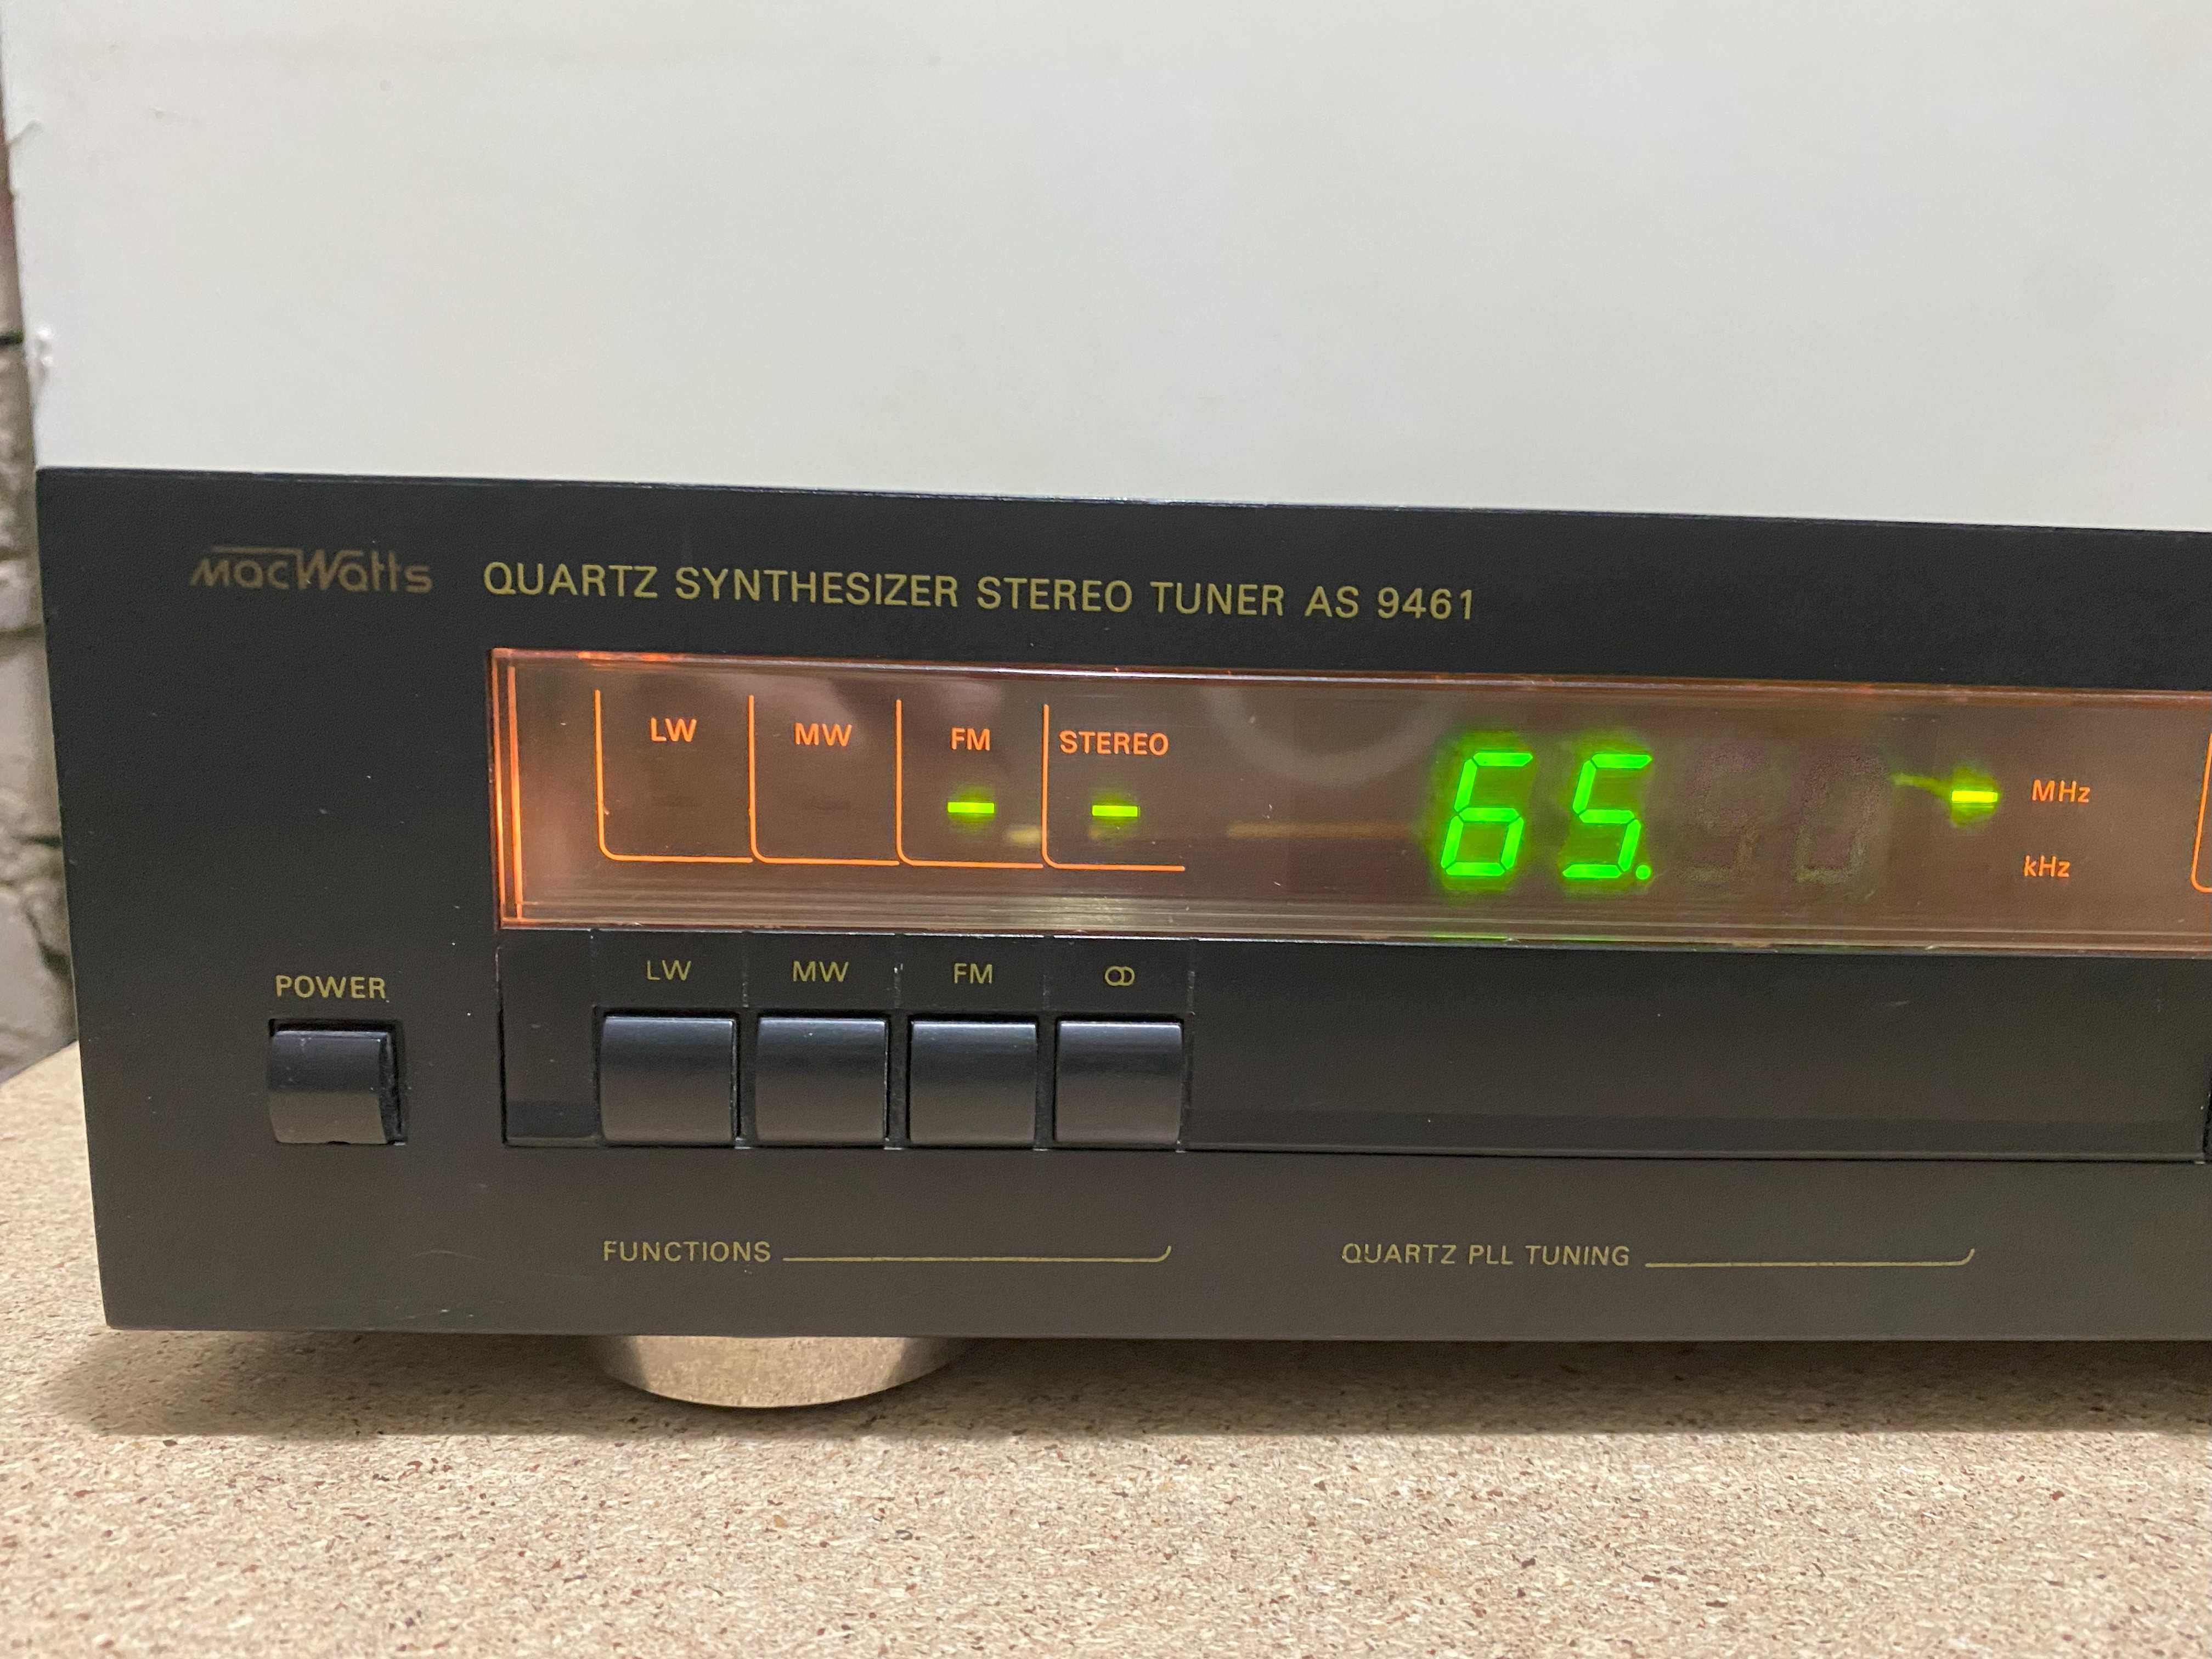 MacWatts QUARTZ SYNTHESIZER STEREO TUNER AS 9461
LW MW FM STEREO 65. MHz
kHz
POWER LW MW FM
FUNCTIONS QUARTZ PLL TUNING